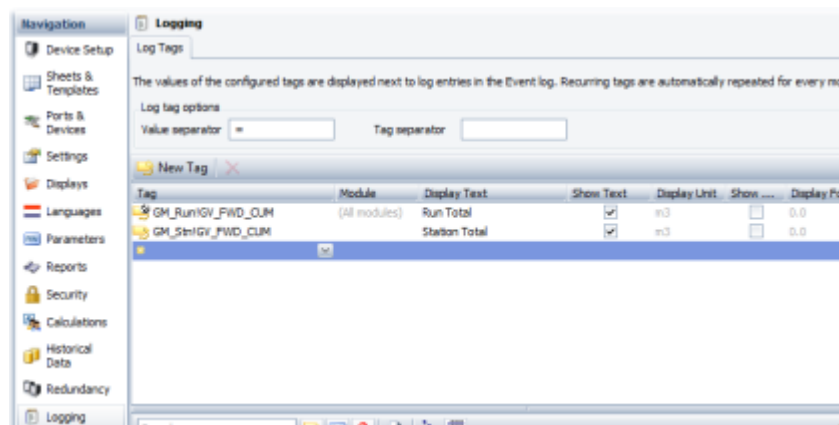 Navigation
Device Setup
Sheets &
Templates
Ports &
Devices
Settings
Displays
Languages
Parameters
Reports
Security
Calculations
Historical
Data
Redundancy
Logging
Logging
Log Tags
The values of the configured tags are displayed next to log entries in the Event log. Recurring tags are automatically repeated for every mo
Log tag options
Value separator =
Tag separator
New Tag
Tag Module Display Text Show Text Display Unit Show .... Display Fo
GM_Run!GV_FWD_CUM (All modules) Run Total m3 0.0
GM_Stn!GV_FWD_CUM Station Total m3 0.0